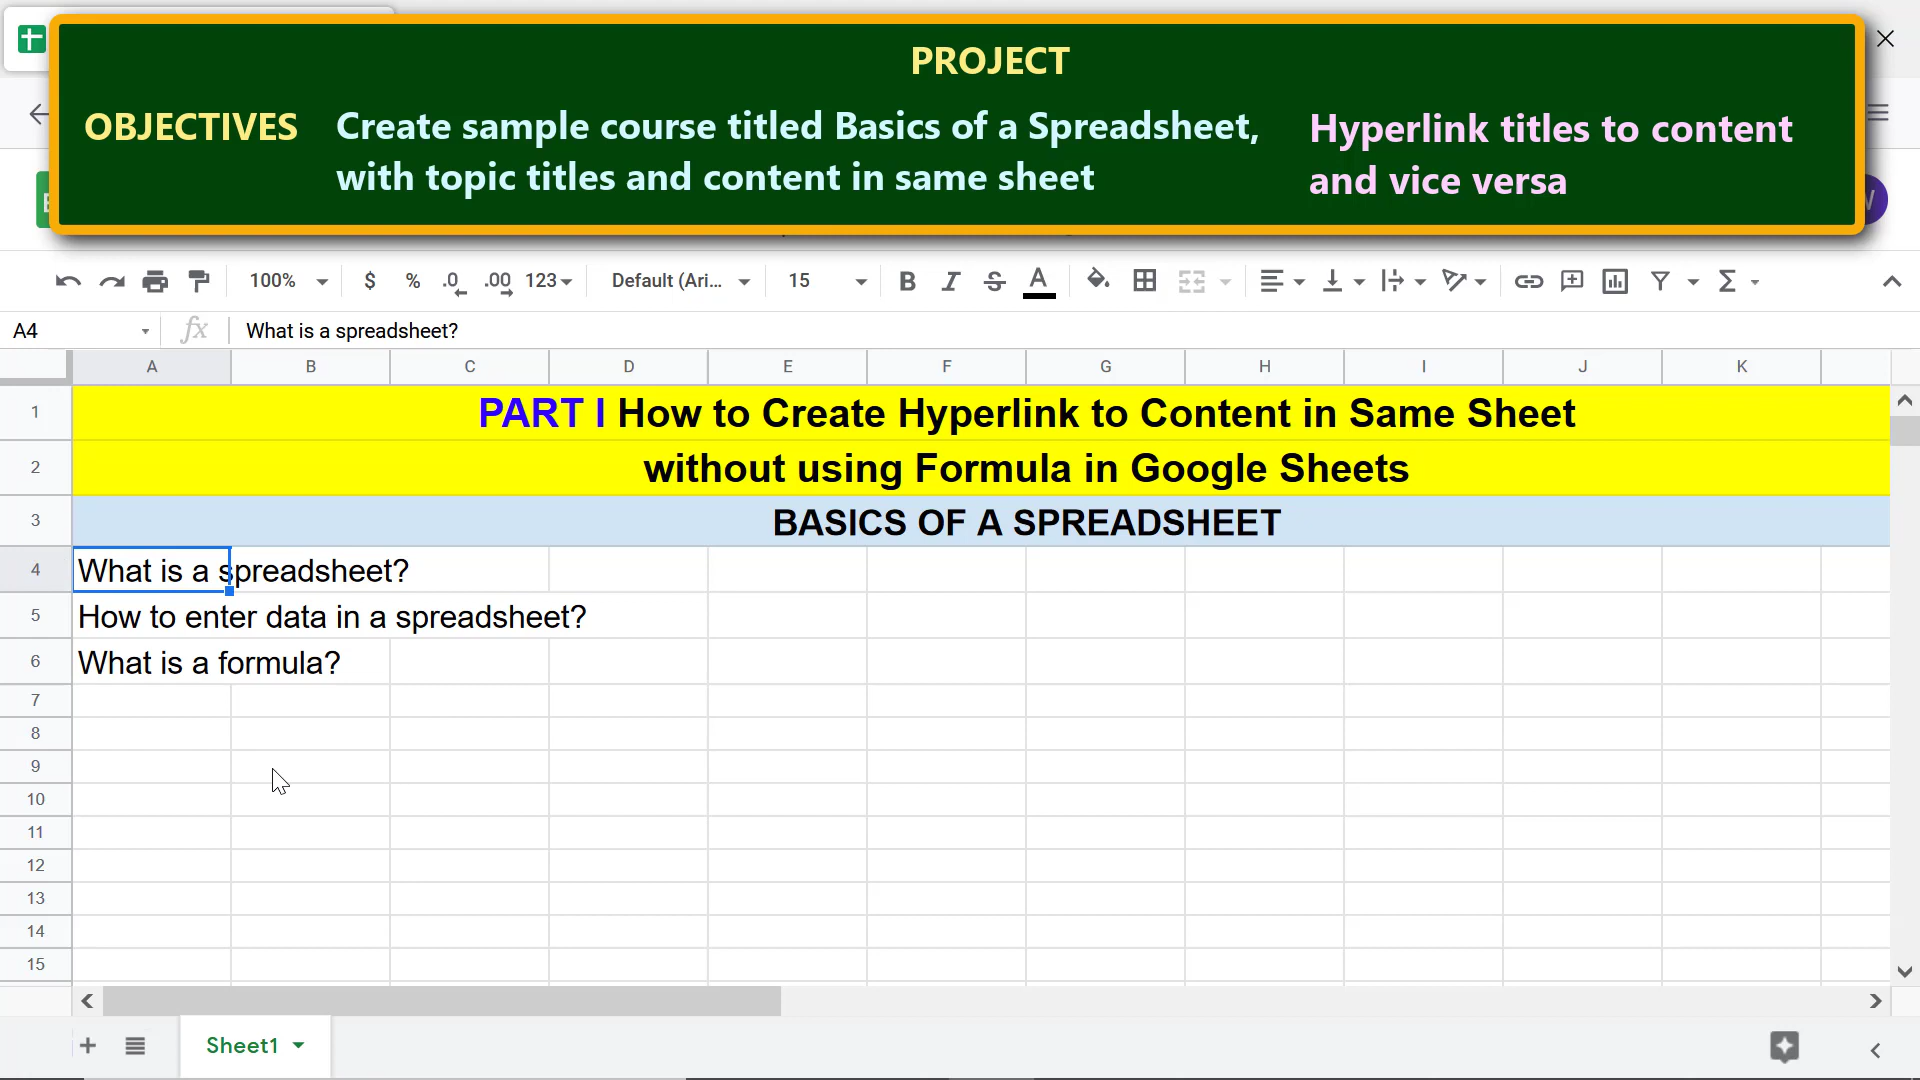 PROJECT
OBJECTIVES
Create sample course titled Basics of a Spreadsheet,
with topic titles and content in same sheet
Hyperlink titles to content
and vice versa
100% $ % .0 .00 123 Default (Ari... 15 B I S A
A4 fx What is a spreadsheet?
A B C D E F G H I J K
1 PART I How to Create Hyperlink to Content in Same Sheet
2 without using Formula in Google Sheets
3 BASICS OF A SPREADSHEET
4 What is a spreadsheet?
5 How to enter data in a spreadsheet?
6 What is a formula?
7
8
9
10
11
12
13
14
15
Sheet1